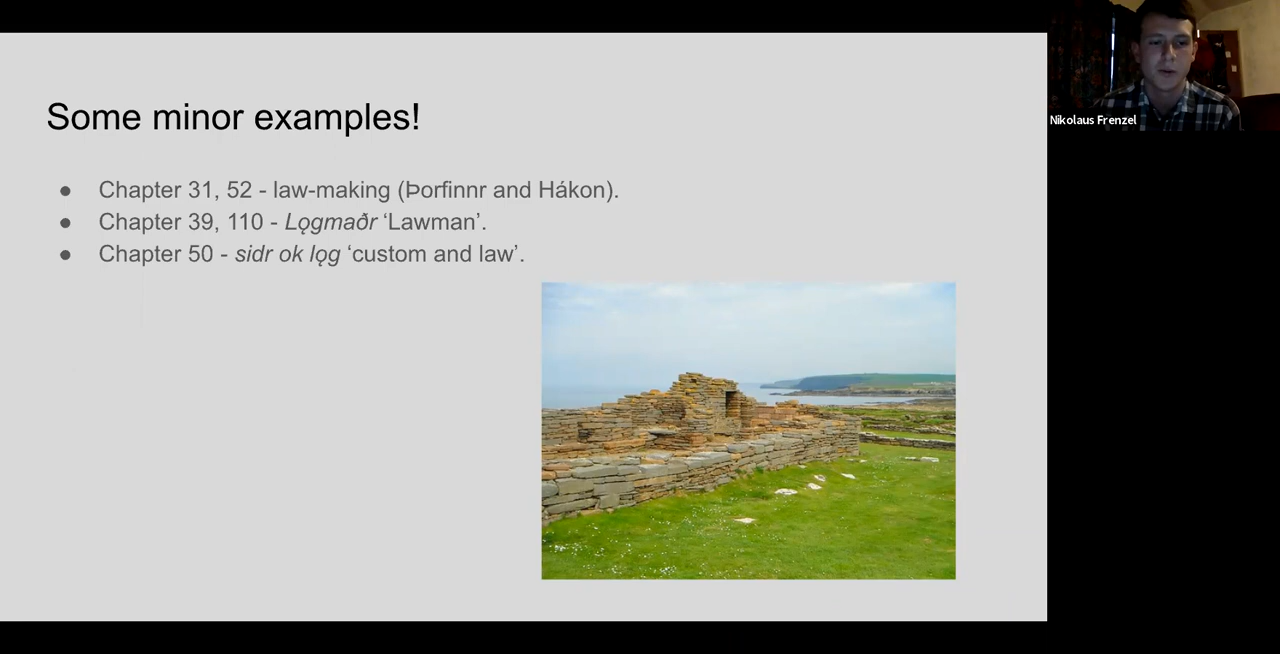 Some minor examples!
● Chapter 31, 52 - law-making (Þorfinnr and Hákon).
● Chapter 39, 110 - Lǫgmaðr ‘Lawman’.
● Chapter 50 - sidr ok lǫg ‘custom and law’.
Nikolaus Frenzel